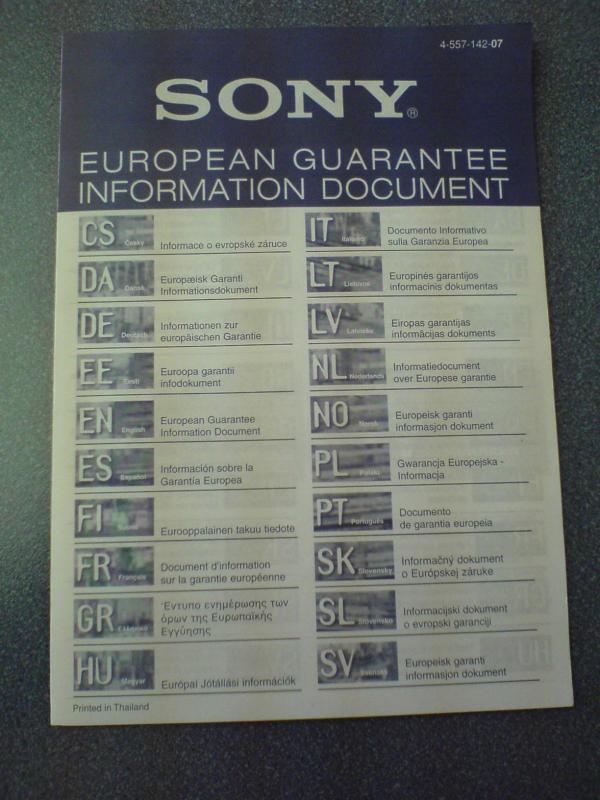 4-557-142-07
SONY®
EUROPEAN GUARANTEE
INFORMATION DOCUMENT
CS Česky
Informace o evropské záruce
DA Dansk
Europæisk Garanti
Informationsdokument
DE Deutsch
Informationen zur
europäischen Garantie
EE Eesti
Euroopa garantii
infodokument
EN English
European Guarantee
Information Document
ES Español
Información sobre la
Garantía Europea
FI
Eurooppalainen takuu tiedote
FR Français
Document d'information
sur la garantie européenne
GR Ελληνικά
Έντυπο ενημέρωσης των
όρων της Ευρωπαϊκής
Εγγύησης
HU Magyar
Európai Jótállási információk
IT Italiano
Documento Informativo
sulla Garanzia Europea
LT Lietuvos
Europinės garantijos
informacinis dokumentas
LV Latviešu
Eiropas garantijas
informācijas dokuments
NL Nederlands
Informatiedocument
over Europese garantie
NO Norsk
Europeisk garanti
informasjon dokument
PL Polski
Gwarancja Europejska -
Informacja
PT Português
Documento
de garantia europeia
SK Slovensky
Informačný dokument
o Európskej záruke
SL Slovensko
Informacijski dokument
o evropski garanciji
SV Svenska
Europeisk garanti
informasjon dokument
Printed in Thailand